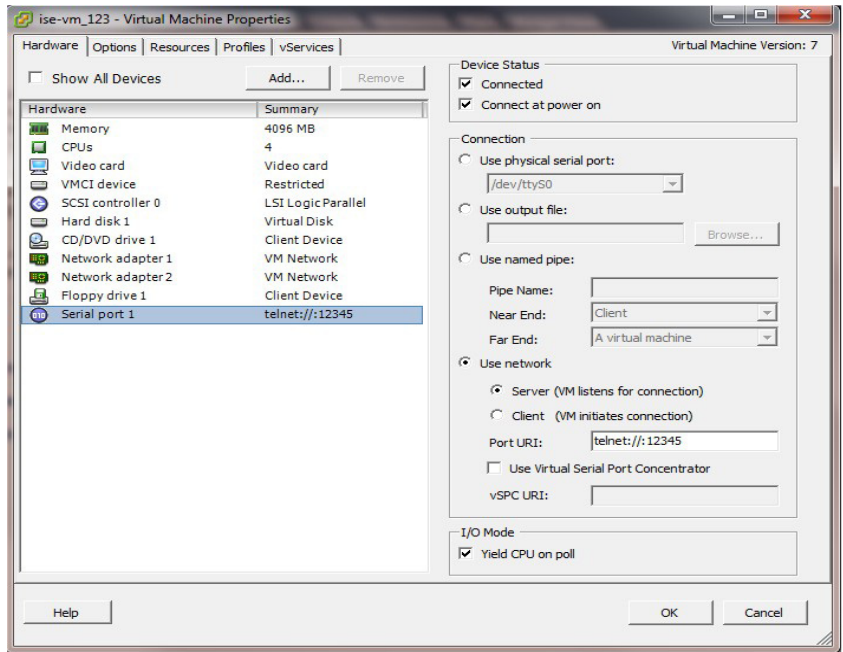 ise-vm_123 - Virtual Machine Properties
Hardware Options Resources Profiles vServices
Virtual Machine Version: 7
Show All Devices
Add...
Remove
Hardware Summary
Memory 4096 MB
CPUs 4
Video card Video card
VMCI device Restricted
SCSI controller 0 LSI Logic Parallel
Hard disk 1 Virtual Disk
CD/DVD drive 1 Client Device
Network adapter 1 VM Network
Network adapter 2 VM Network
Floppy drive 1 Client Device
Serial port 1 telnet://:12345
Device Status
Connected
Connect at power on
Connection
Use physical serial port:
/dev/ttyS0
Use output file:
Browse...
Use named pipe:
Pipe Name:
Near End: Client
Far End: A virtual machine
Use network
Server (VM listens for connection)
Client (VM initiates connection)
Port URI: telnet://:12345
Use Virtual Serial Port Concentrator
vSPC URI:
I/O Mode
Yield CPU on poll
Help
OK
Cancel